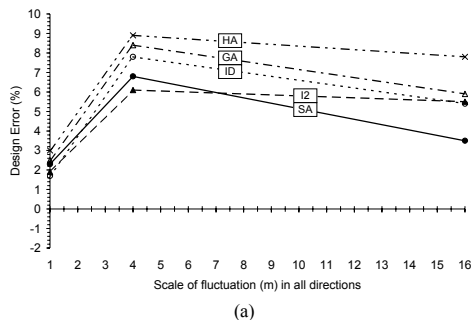 10
9
8
7
6
5
4
3
2
1
0
-1
-2
Design Error (%)
HA
GA
ID
I2
SA
1 2 3 4 5 6 7 8 9 10 11 12 13 14 15 16
Scale of fluctuation (m) in all directions
(a)